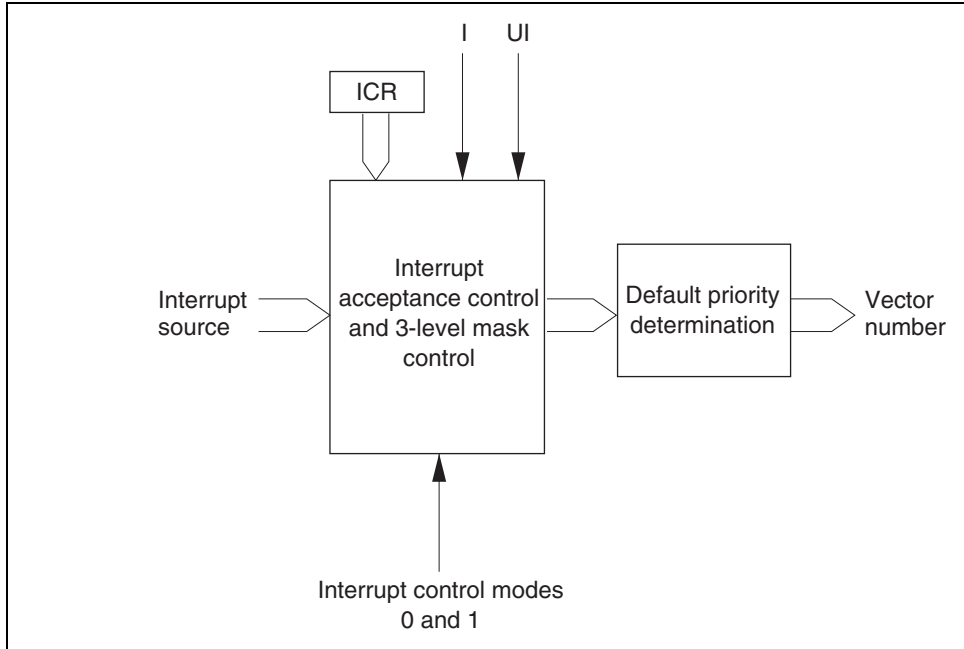 I
UI
ICR
Interrupt
acceptance control
and 3-level mask
control
Interrupt
source
Default priority
determination
Vector
number
Interrupt control modes
0 and 1